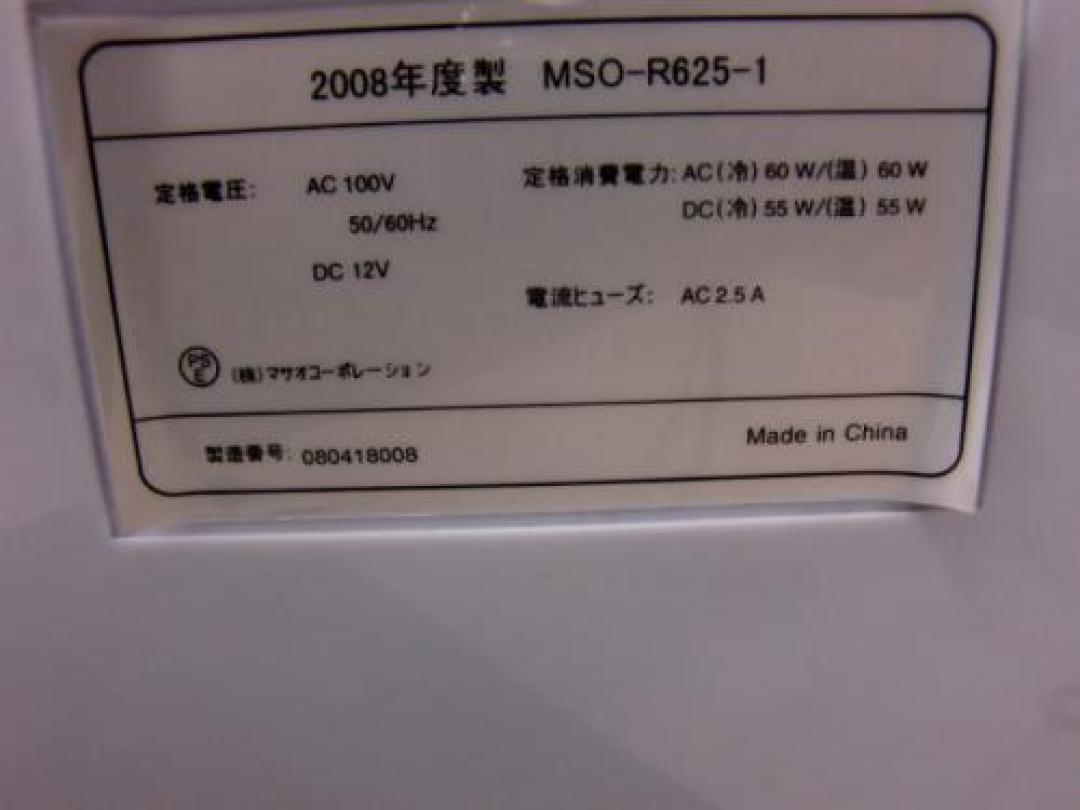 2008年度製 MSO-R625-1
定格電圧: AC 100V
50/60Hz
DC 12V
定格消費電力: AC(冷) 60 W/(温) 60 W
DC(冷) 55 W/(温) 55 W
電流ヒューズ: AC 2.5 A
PSE (株)マサオコーポレーション
製造番号: 080418008
Made in China